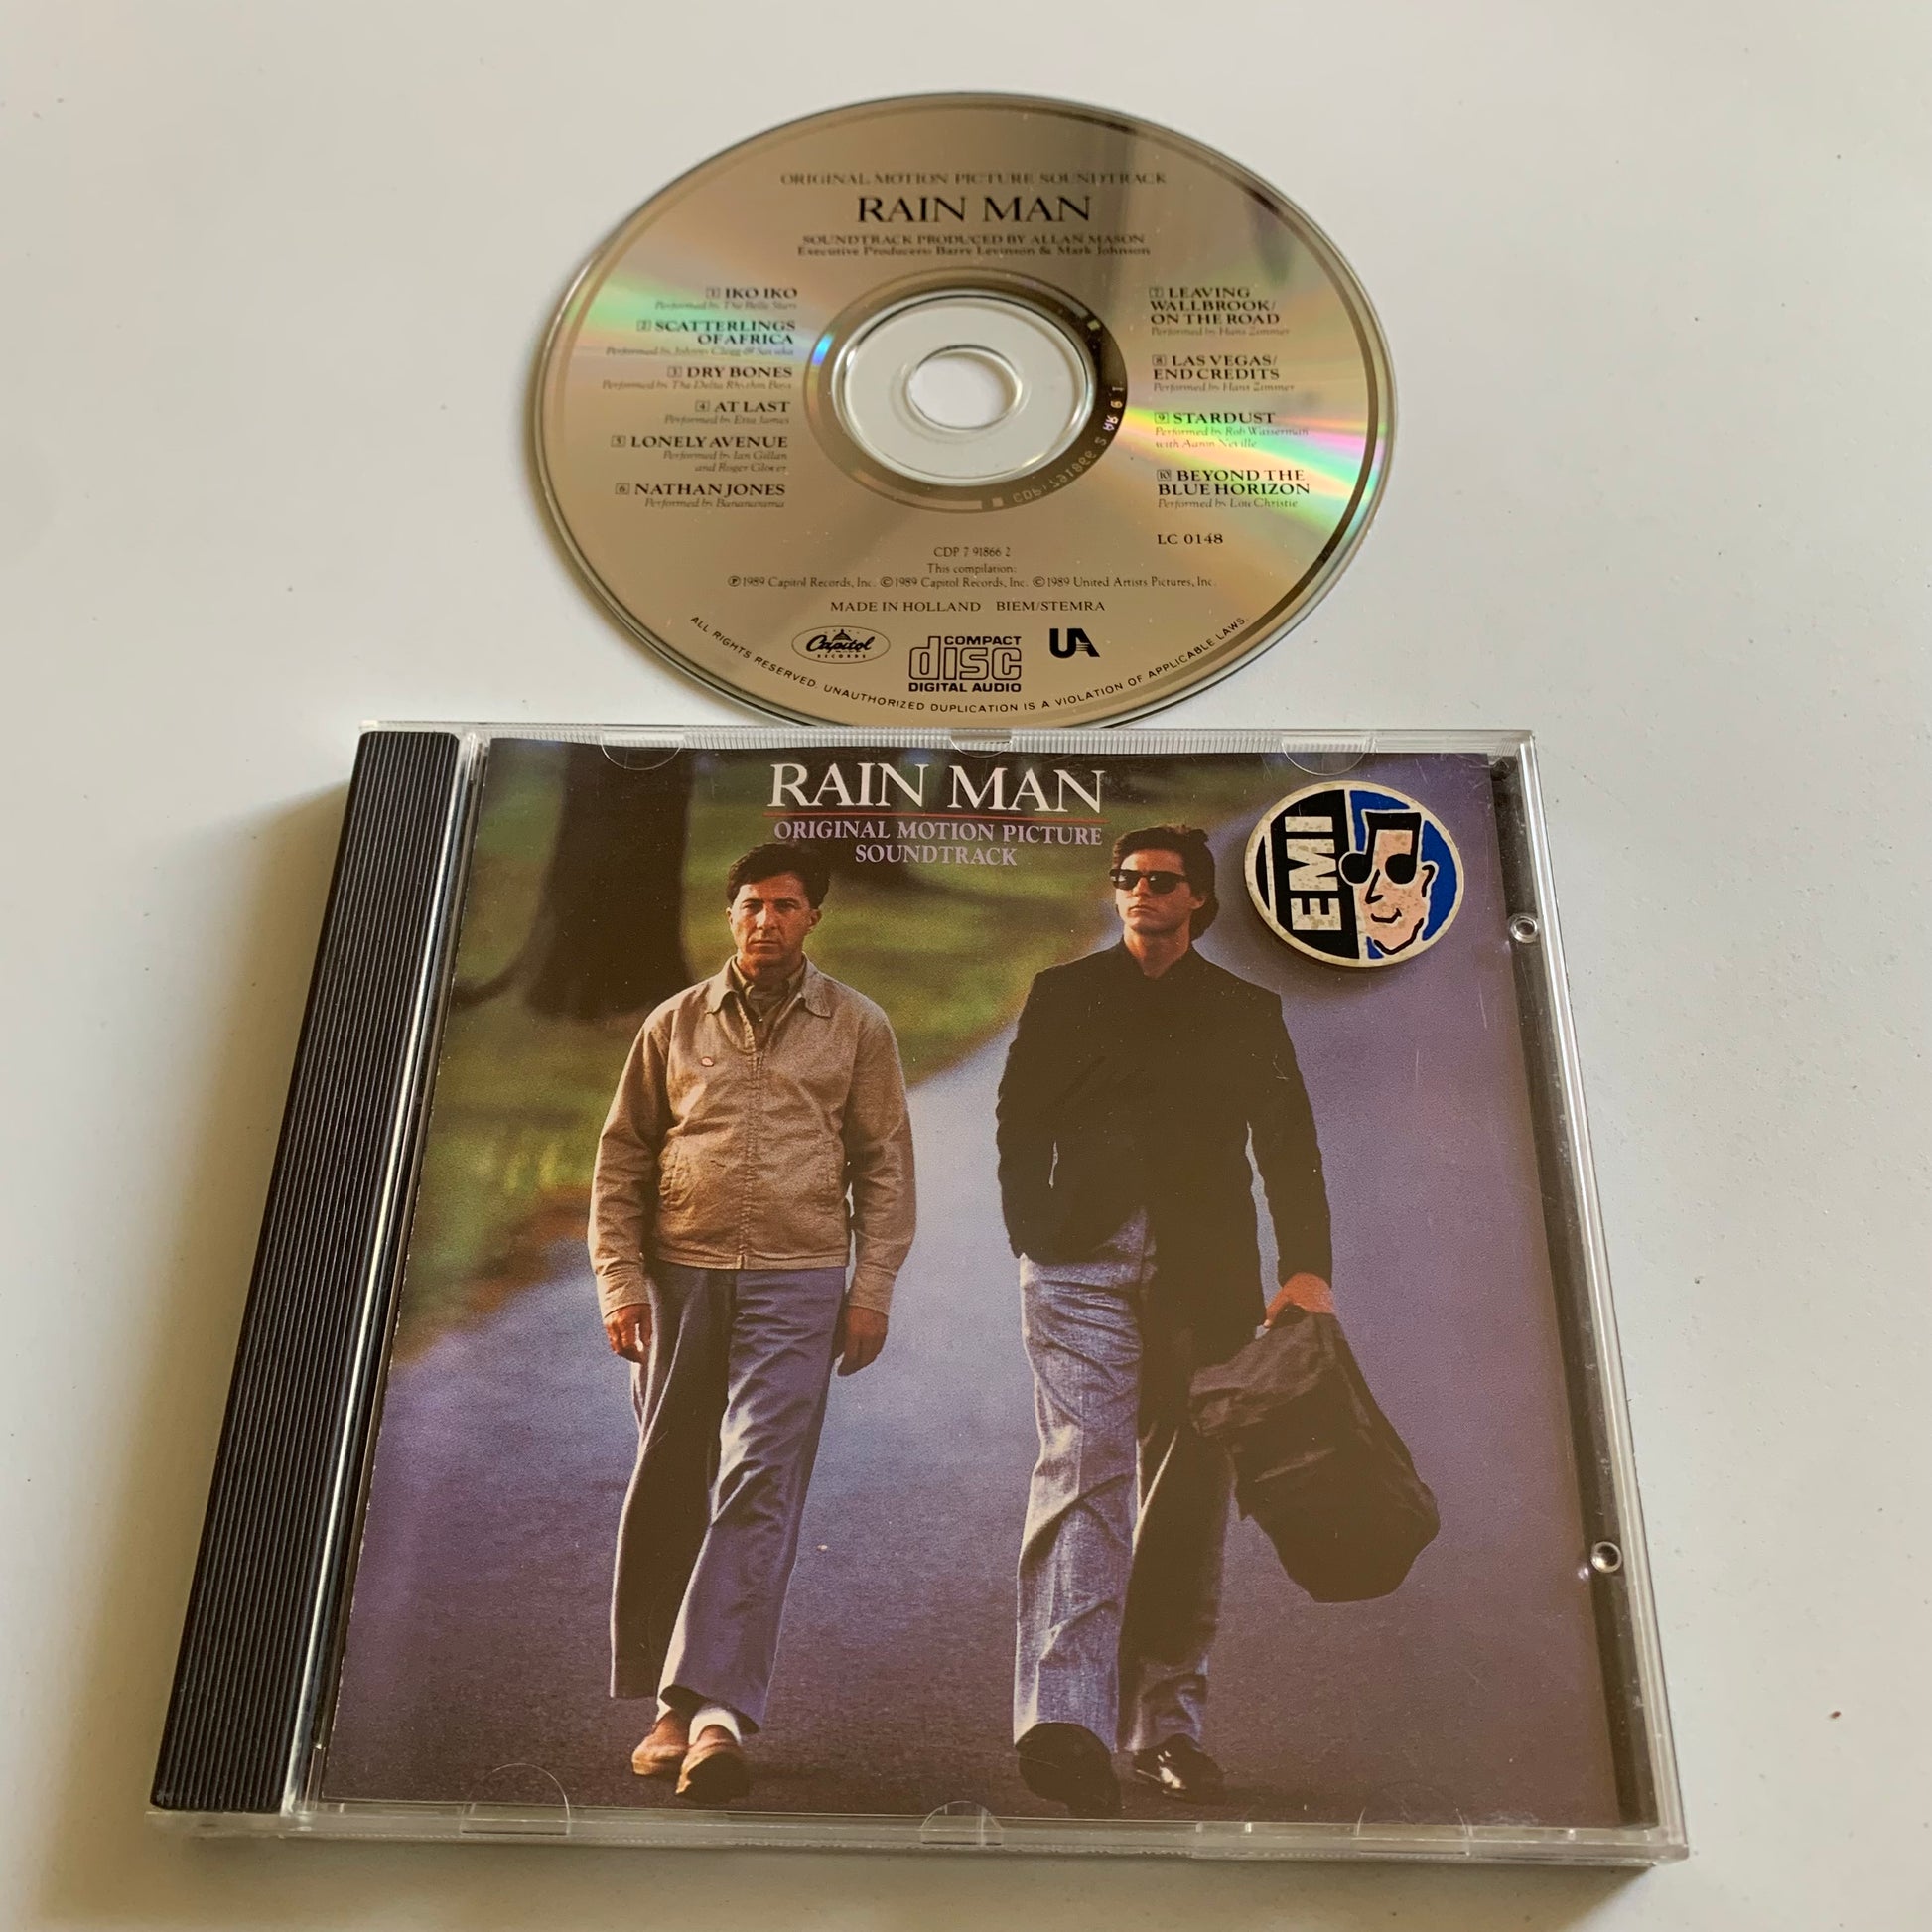 ORIGINAL MOTION PICTURE SOUNDTRACK
RAIN MAN
SOUNDTRACK PRODUCED BY ALLAN MASON
Executive Producers: Barry Levinson & Mark Johnson
1 IKO IKO
Performed by The Belle Stars
2 SCATTERLINGS
OF AFRICA
Performed by Johnny Clegg & Savuka
3 DRY BONES
Performed by The Delta Rhythm Boys
4 AT LAST
Performed by Etta James
5 LONELY AVENUE
Performed by Ian Gillan
and Roger Glover
6 NATHAN JONES
Performed by Bananarama
7 LEAVING
WALLBROOK/
ON THE ROAD
Performed by Hans Zimmer
8 LAS VEGAS/
END CREDITS
Performed by Hans Zimmer
9 STARDUST
Performed by Rob Wasserman
with Aaron Neville
10 BEYOND THE
BLUE HORIZON
Performed by Lou Christie
LC 0148
CDP 7 91866 2
This compilation:
℗1989 Capitol Records, Inc. ©1989 Capitol Records, Inc. ©1989 United Artists Pictures, Inc.
MADE IN HOLLAND BIEM/STEMRA
Capitol
RECORDS
COMPACT
disc
DIGITAL AUDIO
UA
ALL RIGHTS RESERVED. UNAUTHORIZED DUPLICATION IS A VIOLATION OF APPLICABLE LAWS.
RAIN MAN
ORIGINAL MOTION PICTURE
SOUNDTRACK
EMI